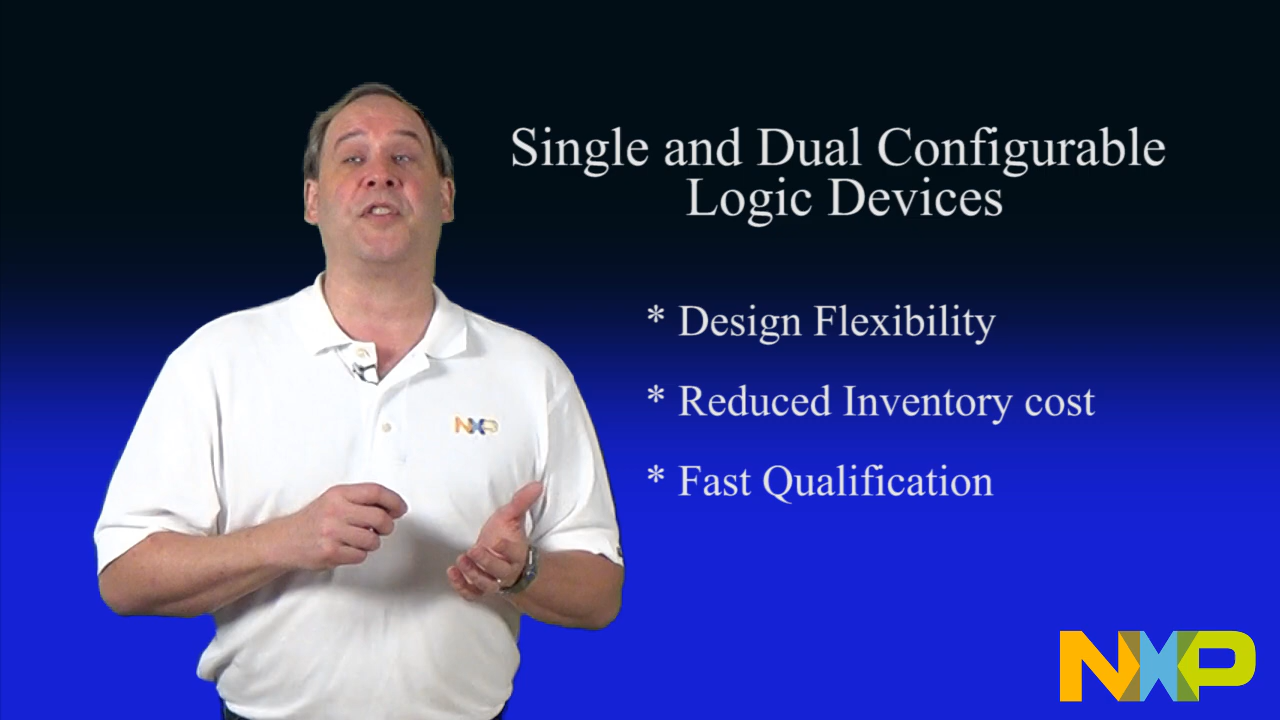 Single and Dual Configurable
Logic Devices
* Design Flexibility
* Reduced Inventory cost
* Fast Qualification
NXP
NXP